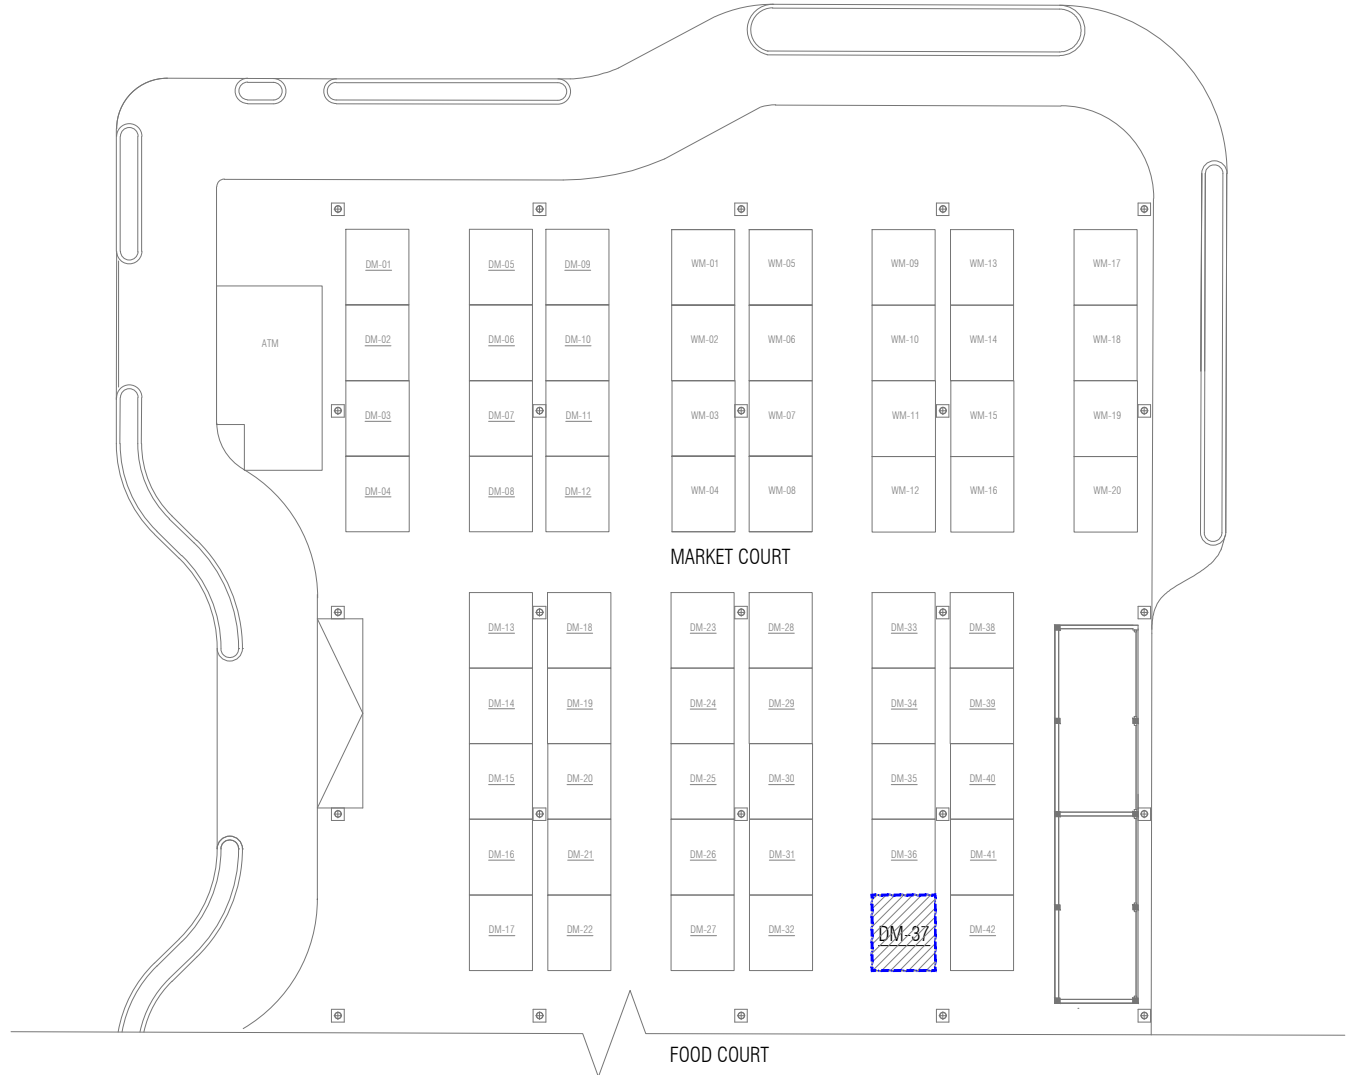 DM-01 DM-05 DM-09 WM-01 WM-05 WM-09 WM-13 WM-17
ATM DM-02 DM-06 DM-10 WM-02 WM-06 WM-10 WM-14 WM-18
DM-03 DM-07 DM-11 WM-03 WM-07 WM-11 WM-15 WM-19
DM-04 DM-08 DM-12 WM-04 WM-08 WM-12 WM-16 WM-20
MARKET COURT
DM-13 DM-18 DM-23 DM-28 DM-33 DM-38
DM-14 DM-19 DM-24 DM-29 DM-34 DM-39
DM-15 DM-20 DM-25 DM-30 DM-35 DM-40
DM-16 DM-21 DM-26 DM-31 DM-36 DM-41
DM-17 DM-22 DM-27 DM-32 DM-37 DM-42
FOOD COURT